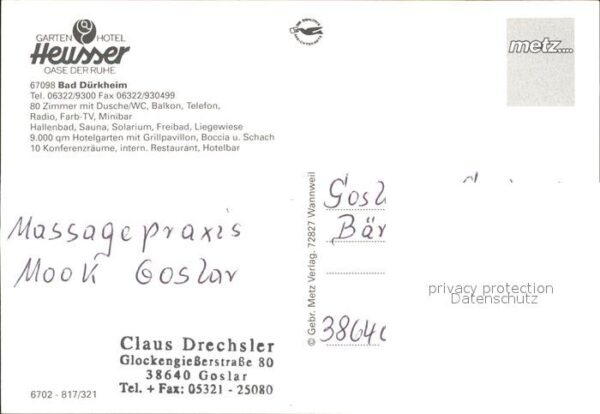 GARTEN HOTEL
Heusser
OASE DER RUHE
67098 Bad Dürkheim
Tel. 06322/9300 Fax 06322/930499
80 Zimmer mit Dusche/WC, Balkon, Telefon,
Radio, Farb-TV, Minibar
Hallenbad, Sauna, Solarium, Freibad, Liegewiese
9.000 qm Hotelgarten mit Grillpavillon, Boccia u. Schach
10 Konferenzräume, intern. Restaurant, Hotelbar
metz....
Massagepraxis
Mook Goslar
Claus Drechsler
Glockengießerstraße 80
38640 Goslar
Tel. + Fax: 05321 - 25080
6702 - 817/321
© Gebr. Metz Verlag, 72827 Wannweil
Gosl
Bär
3864
privacy protection
Datenschutz